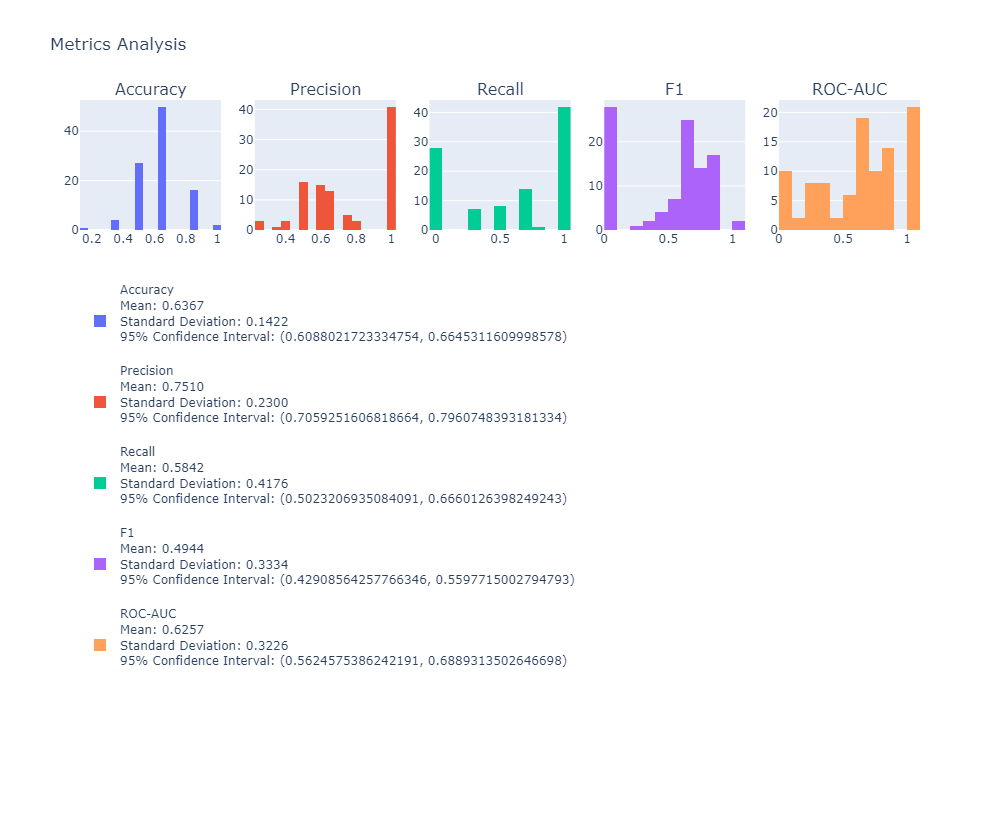 Metrics Analysis
Accuracy
Precision
Recall
F1
ROC-AUC
40
20
0
0.2 0.4 0.6 0.8 1
40
30
20
10
0
0.4 0.6 0.8 1
40
30
20
10
0
0 0.5 1
20
10
0
0 0.5 1
20
15
10
5
0
0 0.5 1
Accuracy
Mean: 0.6367
Standard Deviation: 0.1422
95% Confidence Interval: (0.6088021723334754, 0.6645311609998578)
Precision
Mean: 0.7510
Standard Deviation: 0.2300
95% Confidence Interval: (0.7059251606818664, 0.7960748393181334)
Recall
Mean: 0.5842
Standard Deviation: 0.4176
95% Confidence Interval: (0.5023206935084091, 0.6660126398249243)
F1
Mean: 0.4944
Standard Deviation: 0.3334
95% Confidence Interval: (0.42908564257766346, 0.5597715002794793)
ROC-AUC
Mean: 0.6257
Standard Deviation: 0.3226
95% Confidence Interval: (0.5624575386242191, 0.6889313502646698)